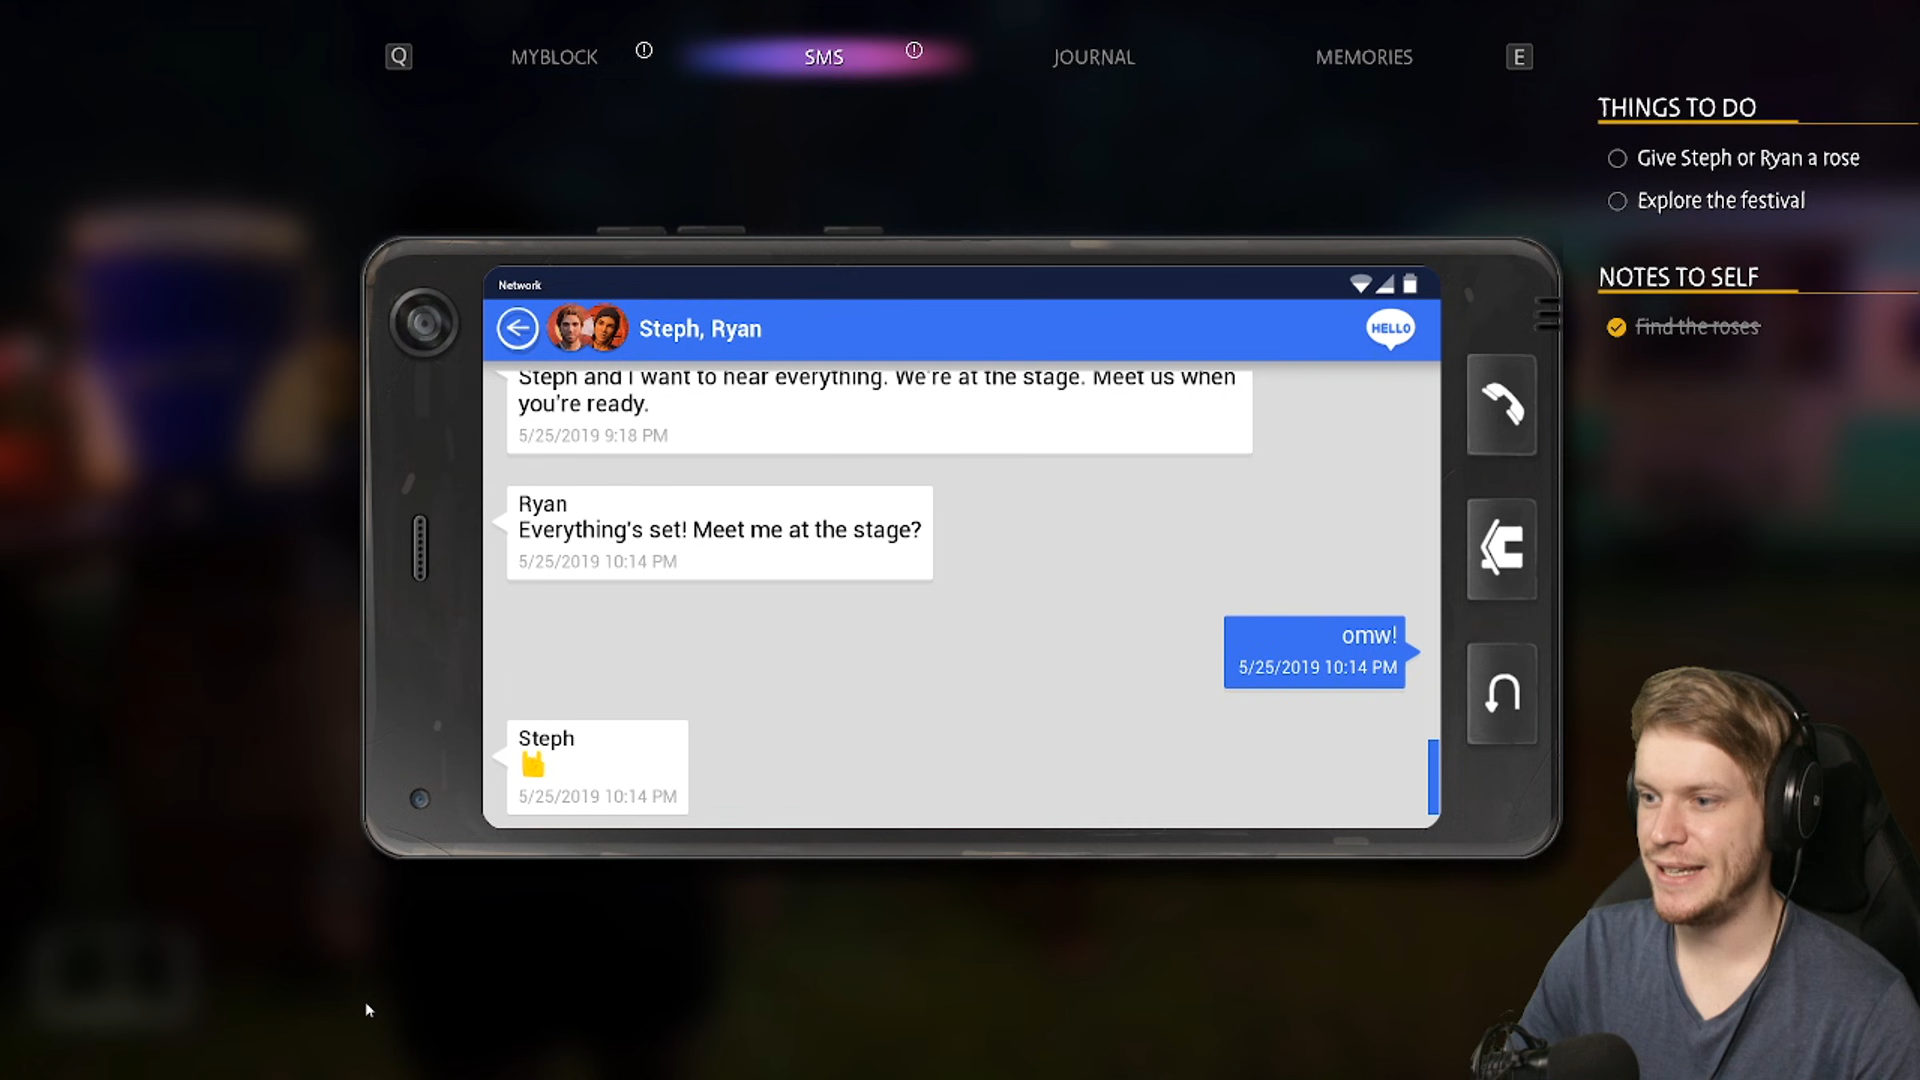 Q
MYBLOCK
SMS
JOURNAL
MEMORIES
E
THINGS TO DO
Give Steph or Ryan a rose
Explore the festival
NOTES TO SELF
Find the roses
Network
Steph, Ryan
HELLO
Steph and I want to hear everything. We're at the stage. Meet us when
you're ready.
5/25/2019 9:18 PM
Ryan
Everything's set! Meet me at the stage?
5/25/2019 10:14 PM
omw!
5/25/2019 10:14 PM
Steph
5/25/2019 10:14 PM